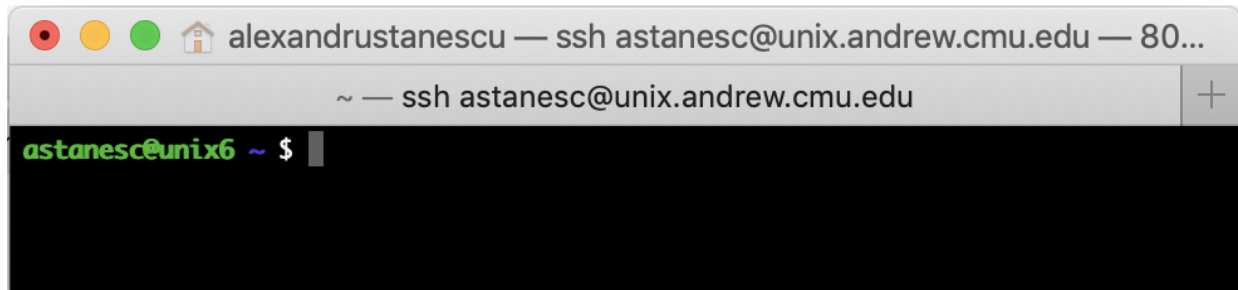 alexandrustanescu — ssh astanesc@unix.andrew.cmu.edu — 80...
~ — ssh astanesc@unix.andrew.cmu.edu
astanesc@unix6 ~ $